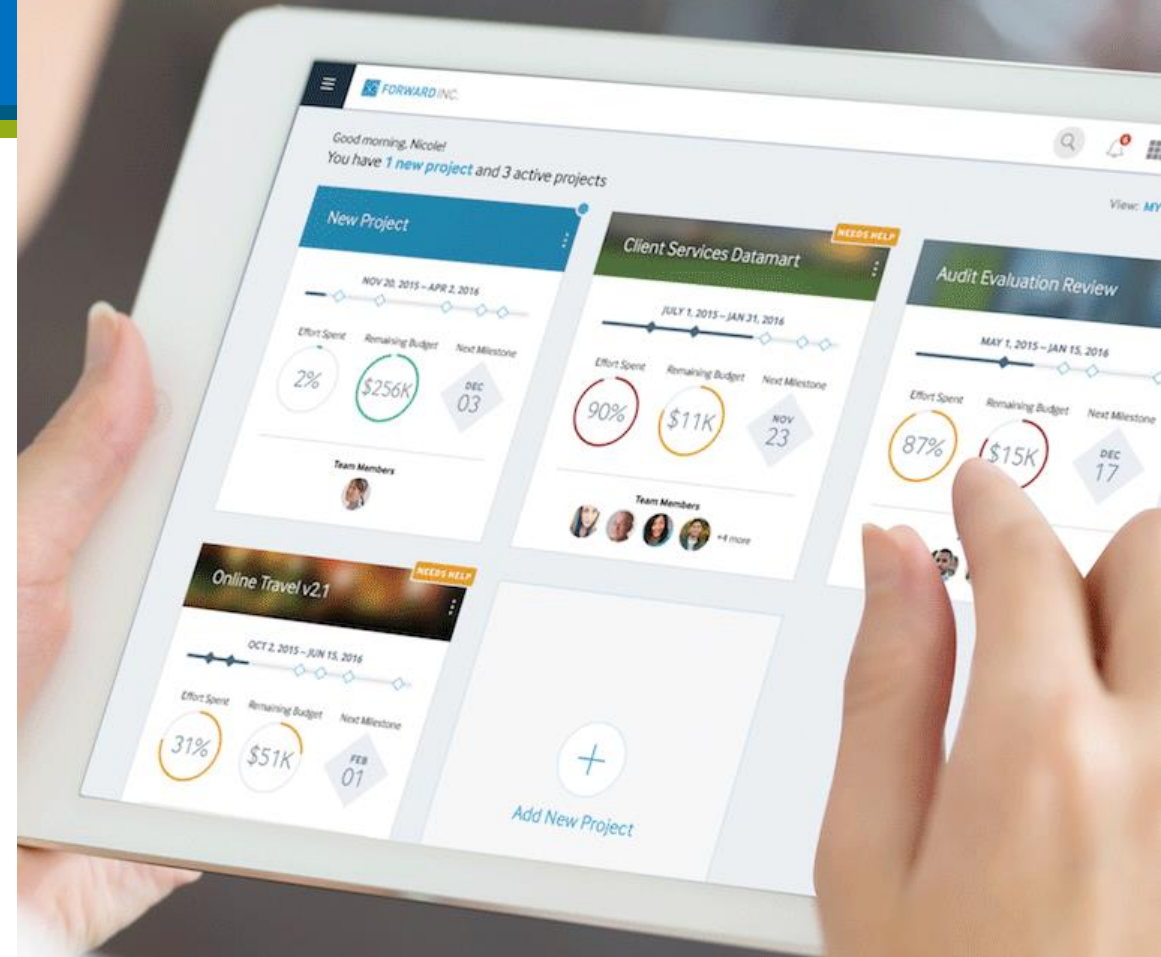 FORWARD INC.
6
Good morning, Nicole!
You have 1 new project and 3 active projects
View: MY
New Project
NOV 20, 2015 – APR 2, 2016
Effort Spent Remaining Budget Next Milestone
2% $256K DEC 03
Team Members
NEEDS HELP
Client Services Datamart
JULY 1, 2015 – JAN 31, 2016
Effort Spent Remaining Budget Next Milestone
90% $11K NOV 23
Team Members
+4 more
Audit Evaluation Review
MAY 1, 2015 – JAN 15, 2016
Effort Spent Remaining Budget Next Milestone
87% $15K DEC 17
NEEDS HELP
Online Travel v2.1
OCT 2, 2015 – JUN 15, 2016
Effort Spent Remaining Budget Next Milestone
31% $51K FEB 01
Add New Project